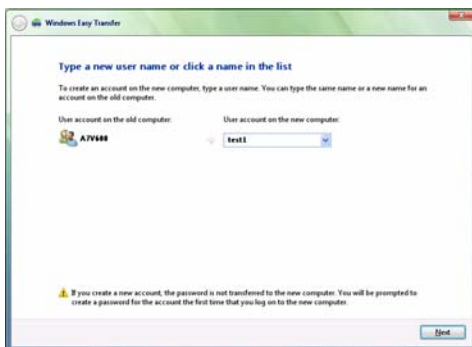 Windows Easy Transfer
Type a new user name or click a name in the list
To create an account on the new computer, type a user name. You can type the same name or a new name for an
account on the old computer.
User account on the old computer:
User account on the new computer:
A7V600
test1
If you create a new account, the password is not transferred to the new computer. You will be prompted to
create a password for the account the first time that you log on to the new computer.
Next